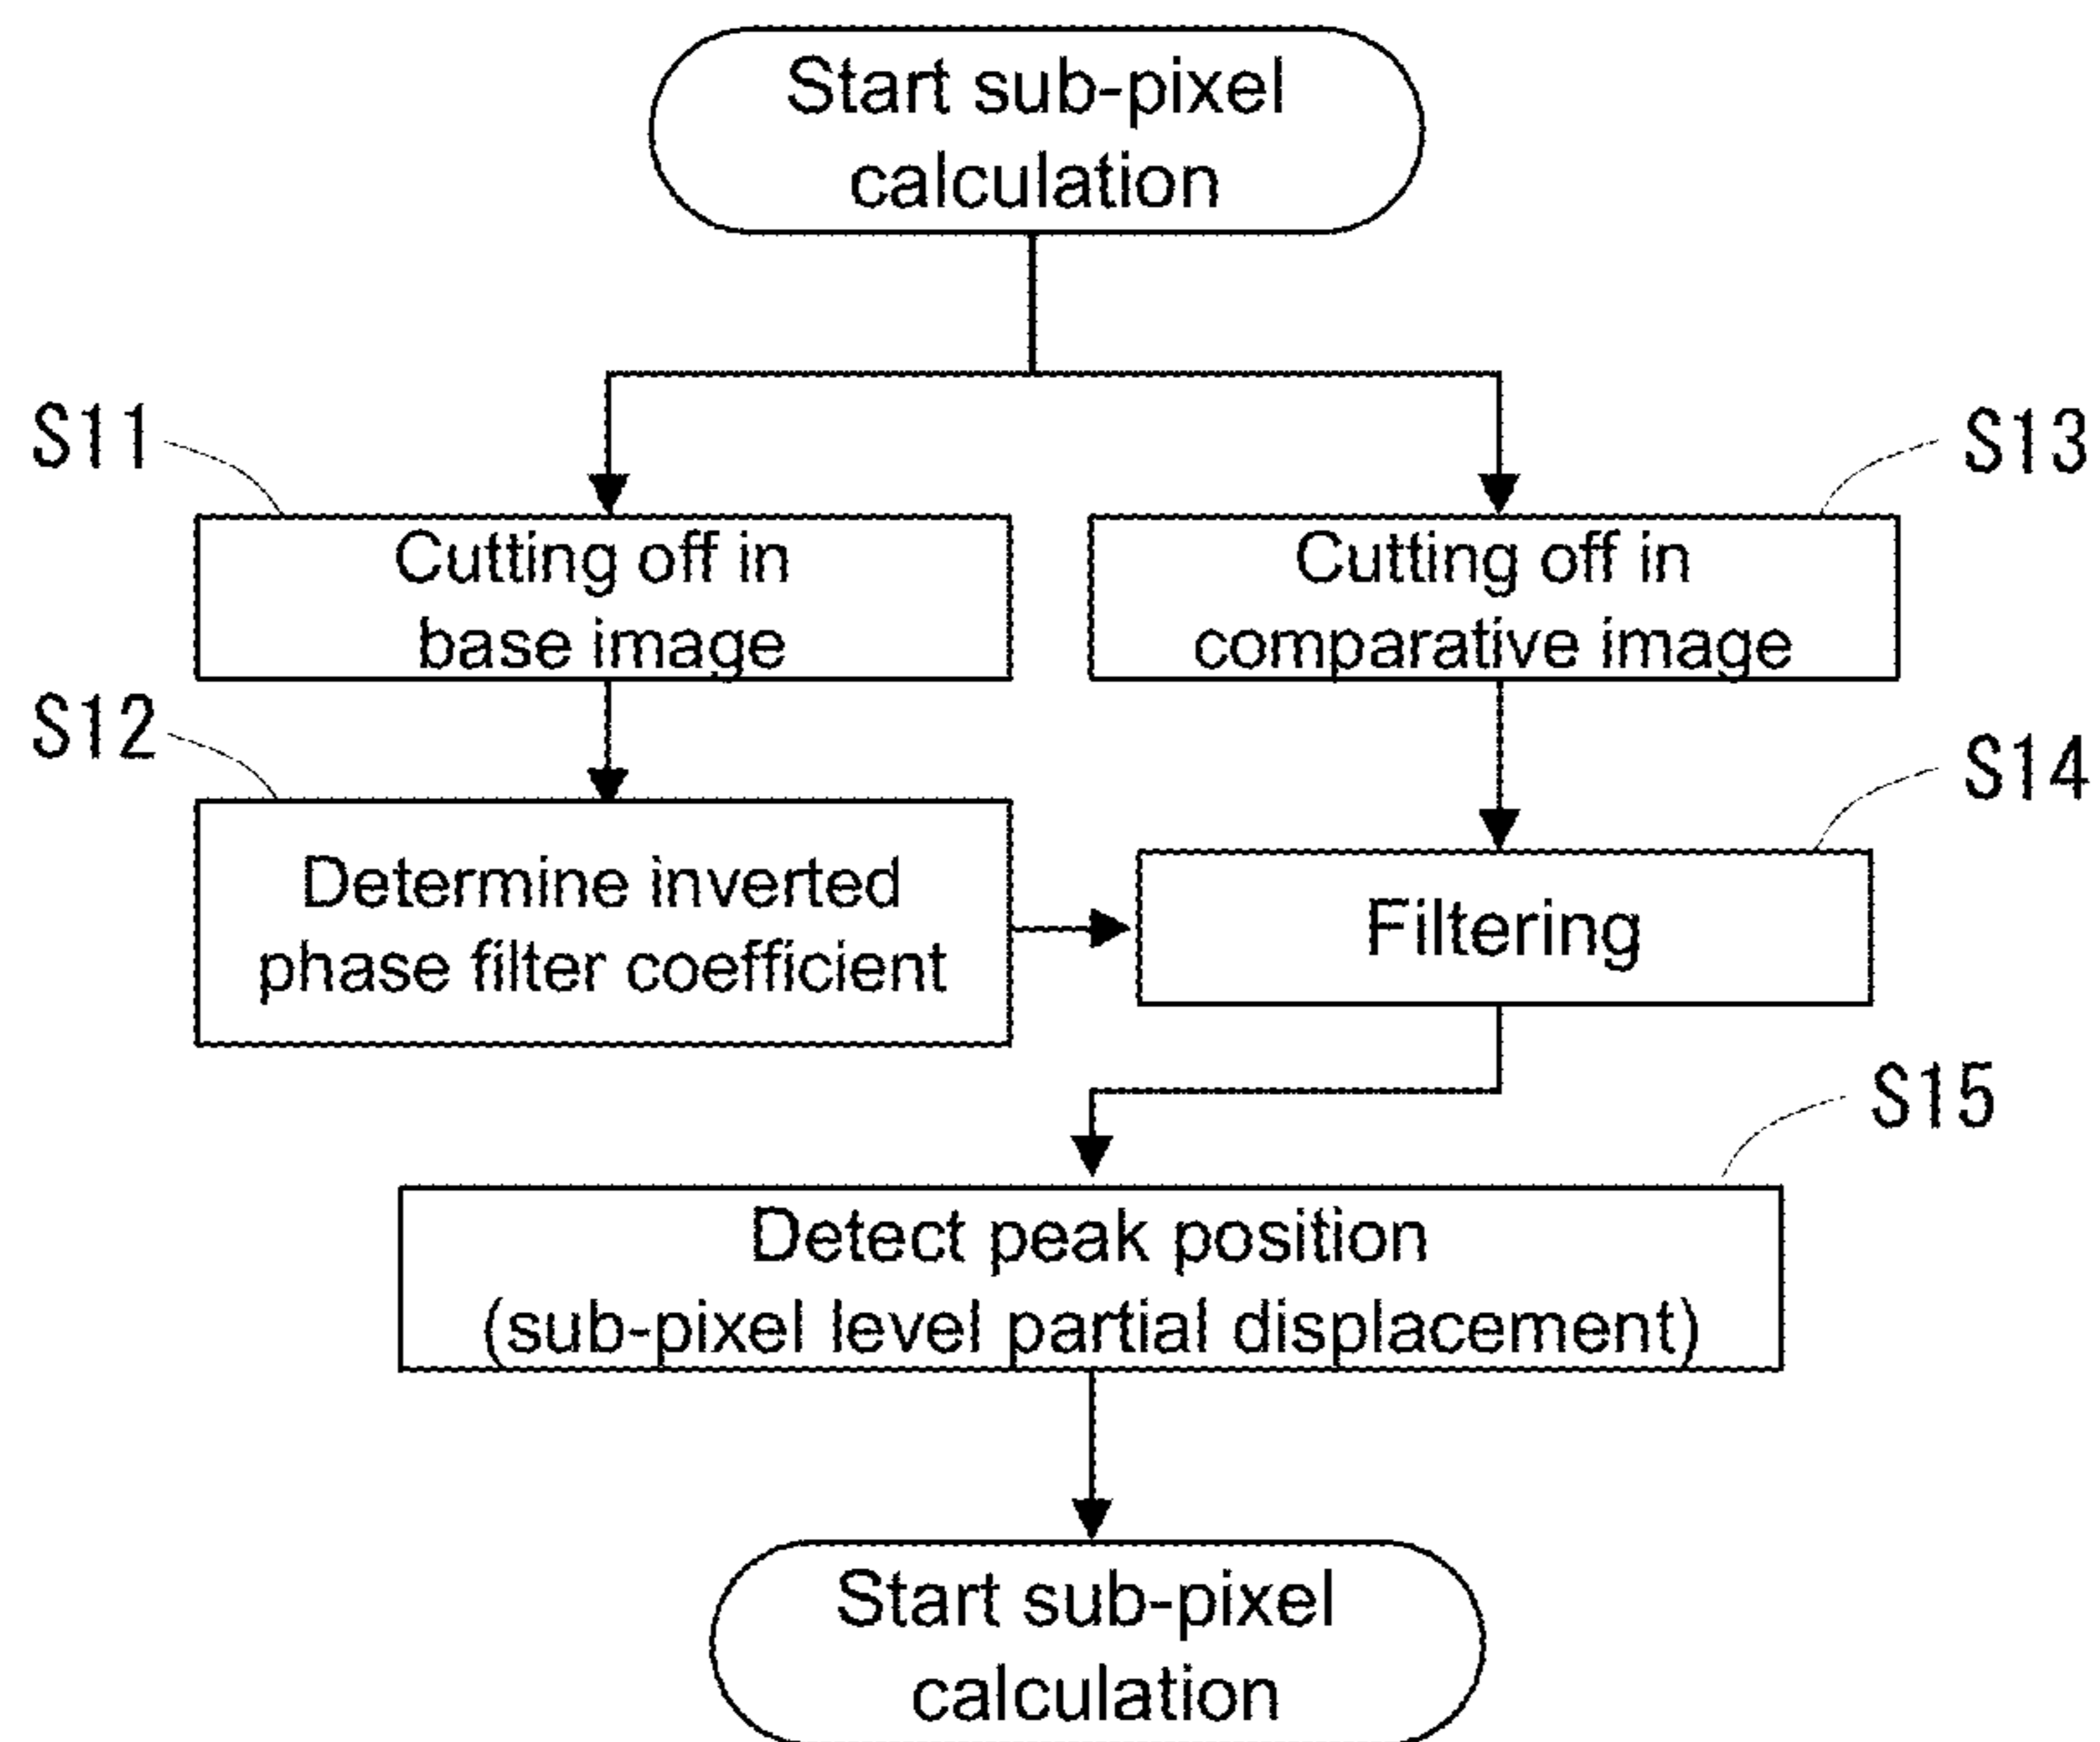 Start sub-pixel
calculation
S11
S13
Cutting off in
base image
Cutting off in
comparative image
S12
S14
Determine inverted
phase filter coefficient
Filtering
S15
Detect peak position
(sub-pixel level partial displacement)
Start sub-pixel
calculation